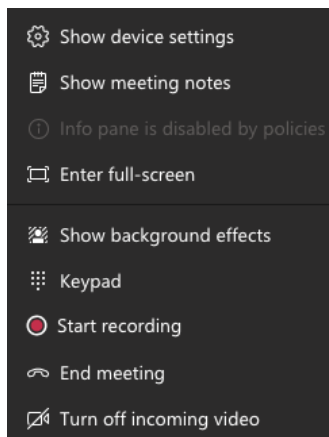 Show device settings
Show meeting notes
Info pane is disabled by policies
Enter full-screen
Show background effects
Keypad
Start recording
End meeting
Turn off incoming video